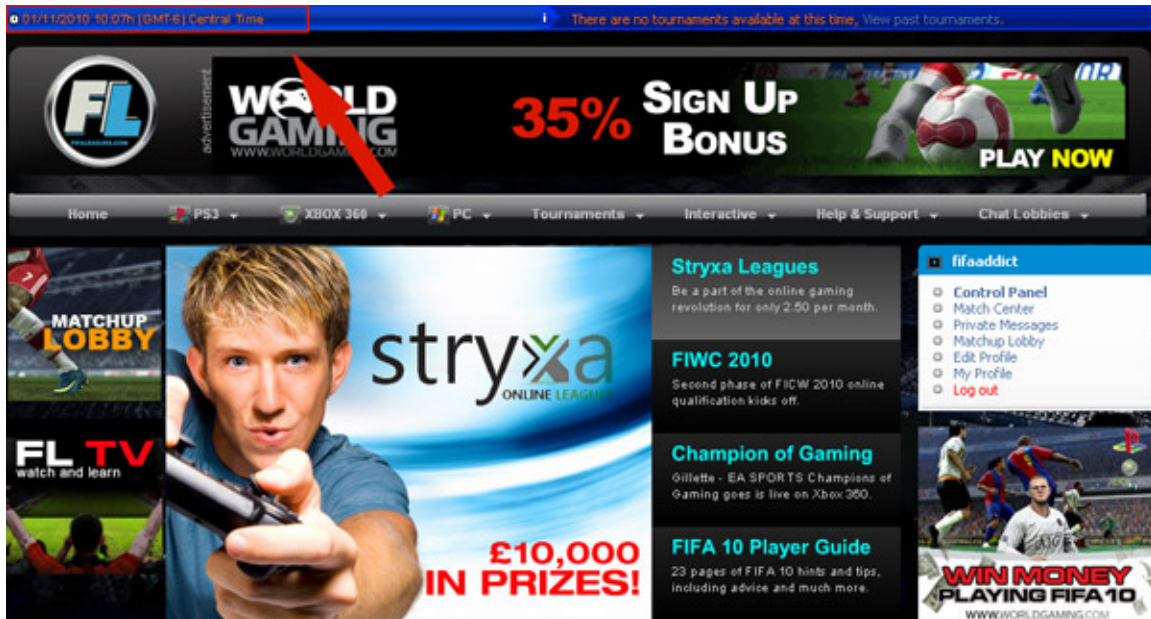 01/11/2010 10:07h (GMT-6) Central Time
There are no tournaments available at this time, View past tournaments.
FL
FIFALEAGUES.COM
advertisement
WORLD
GAMING
WWW.WORLDGAMING.COM
35%
SIGN UP
BONUS
PLAY NOW
Home
PS3
XBOX 360
PC
Tournaments
Interactive
Help & Support
Chat Lobbies
MATCHUP
LOBBY
FL TV
watch and learn
stryxa
ONLINE LEAGUES
£10,000
IN PRIZES!
Stryxa Leagues
Be a part of the online gaming
revolution for only 2.50 per month.
FIWC 2010
Second phase of FICW 2010 online
qualification kicks off.
Champion of Gaming
Gillette - EA SPORTS Champions of
Gaming goes is live on Xbox 360.
FIFA 10 Player Guide
23 pages of FIFA 10 hints and tips,
including advice and much more.
fifaaddict
Control Panel
Match Center
Private Messages
Matchup Lobby
Edit Profile
My Profile
Log out
AIG
WIN MONEY
PLAYING FIFA 10
WWW.WORLDGAMING.COM